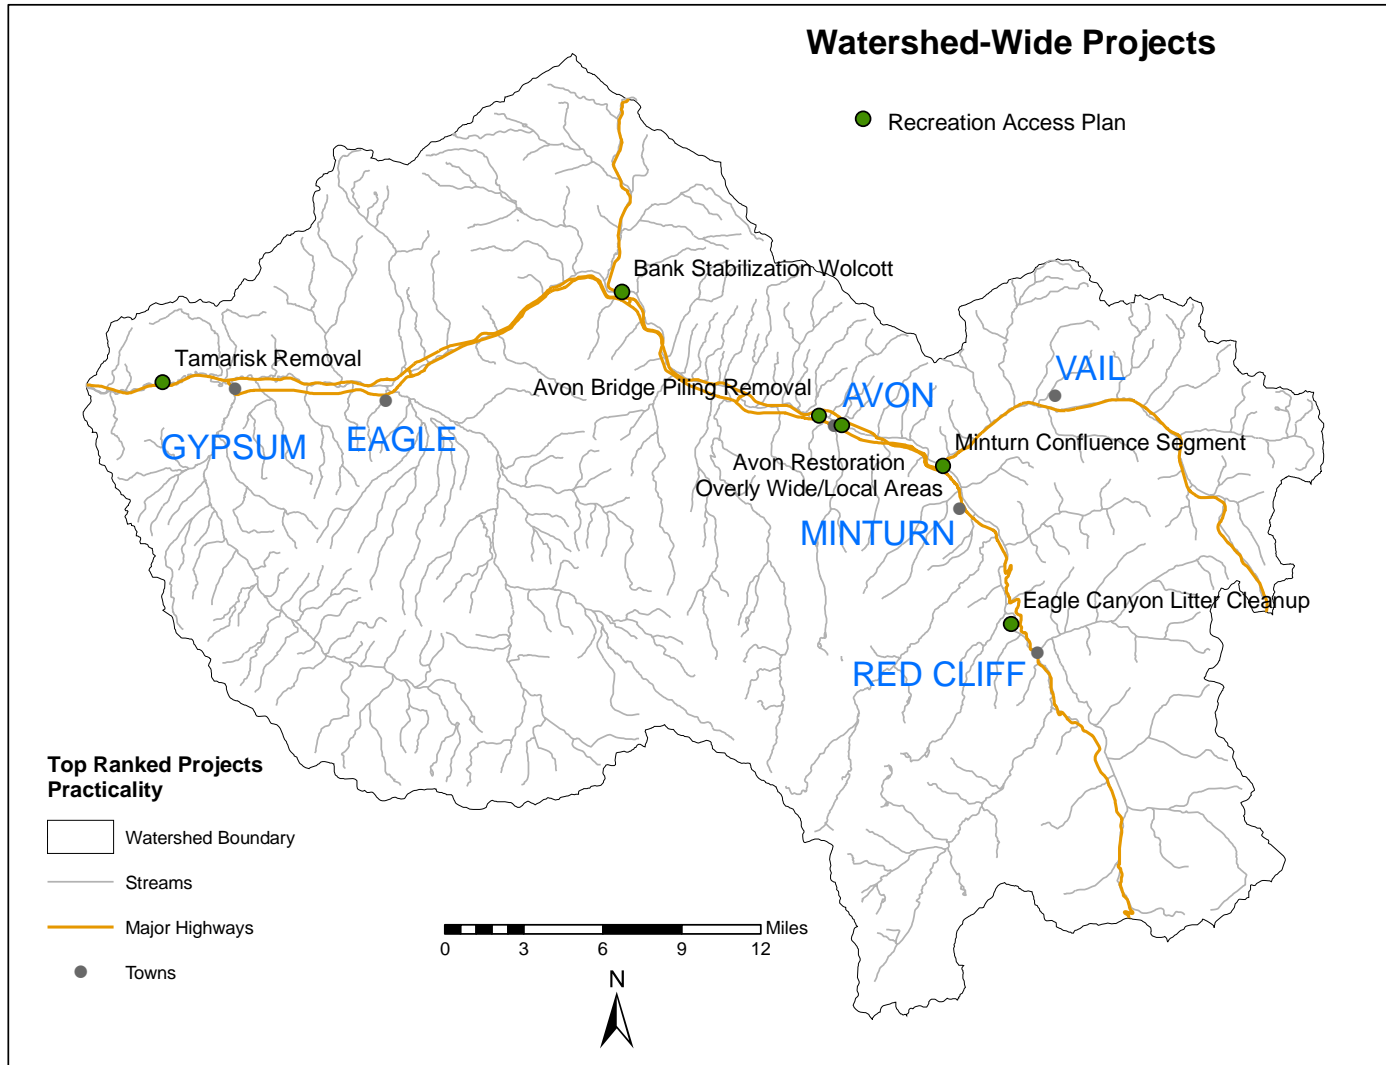 Watershed-Wide Projects
Recreation Access Plan
Bank Stabilization Wolcott
Tamarisk Removal
VAIL
Avon Bridge Piling Removal
AVON
GYPSUM
EAGLE
Minturn Confluence Segment
Avon Restoration
Overly Wide/Local Areas
MINTURN
Eagle Canyon Litter Cleanup
RED CLIFF
Top Ranked Projects
Practicality
Watershed Boundary
Streams
Major Highways
Towns
Miles
0 3 6 9 12
N